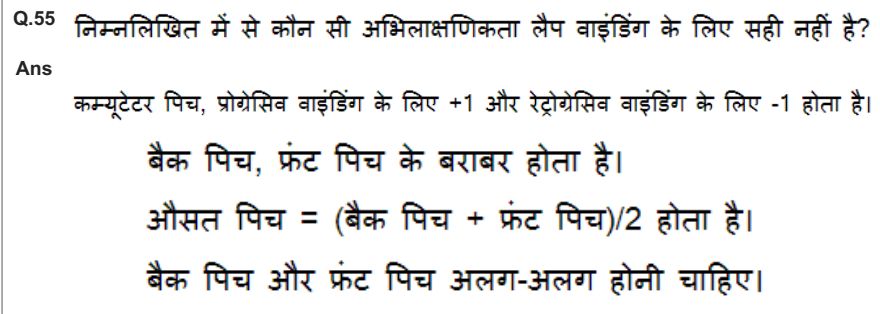 Q.55 निम्नलिखित में से कौन सी अभिलाक्षणिकता लैप वाइंडिंग के लिए सही नहीं है?
Ans
कम्यूटेटर पिच, प्रोग्रेसिव वाइंडिंग के लिए +1 और रेट्रोग्रेसिव वाइंडिंग के लिए -1 होता है।
बैक पिच, फ्रंट पिच के बराबर होता है।
औसत पिच = (बैक पिच + फ्रंट पिच)/2 होता है।
बैक पिच और फ्रंट पिच अलग-अलग होनी चाहिए।